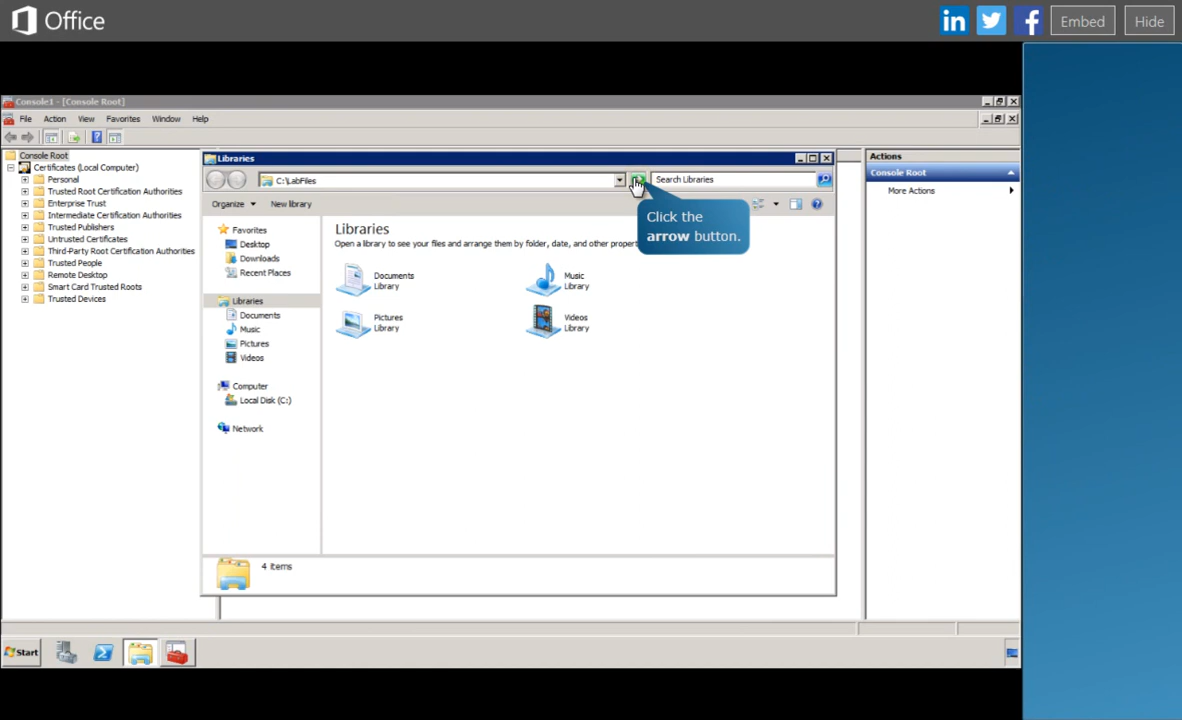 Office
Embed
Hide
Console1 - [Console Root]
File Action View Favorites Window Help
Console Root
Certificates (Local Computer)
Personal
Trusted Root Certification Authorities
Enterprise Trust
Intermediate Certification Authorities
Trusted Publishers
Untrusted Certificates
Third-Party Root Certification Authorities
Trusted People
Remote Desktop
Smart Card Trusted Roots
Trusted Devices
Libraries
C:\LabFiles
Search Libraries
Organize
New library
Click the
arrow button.
Favorites
Desktop
Downloads
Recent Places
Libraries
Documents
Music
Pictures
Videos
Computer
Local Disk (C:)
Network
Libraries
Open a library to see your files and arrange them by folder, date, and other
Documents
Library
Music
Library
Pictures
Library
Videos
Library
4 items
Actions
Console Root
More Actions
Start